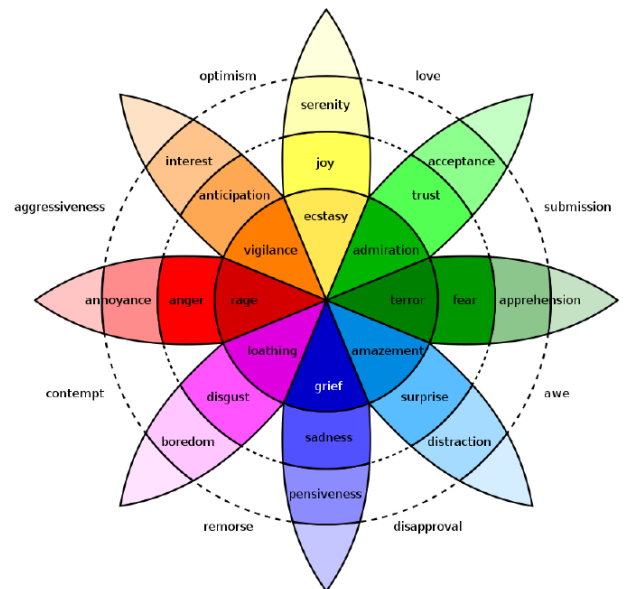 optimism
love
serenity
interest
joy
acceptance
anticipation
trust
aggressiveness
submission
ecstasy
vigilance
admiration
annoyance
anger
rage
terror
fear
apprehension
loathing
amazement
grief
contempt
disgust
surprise
awe
boredom
sadness
distraction
pensiveness
remorse
disapproval